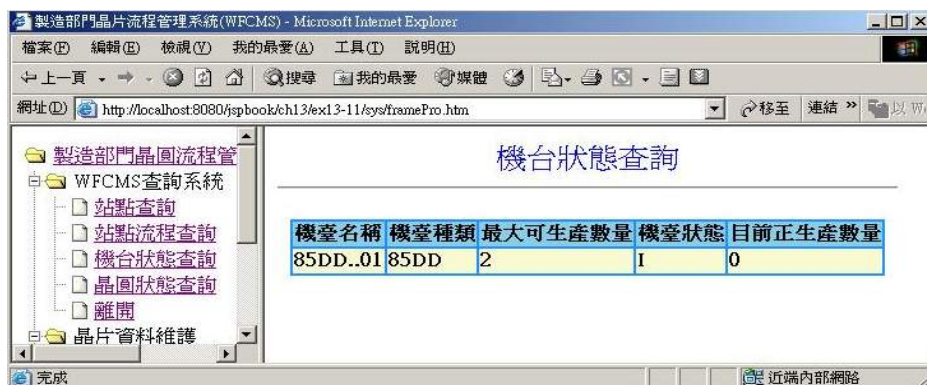 製造部門晶片流程管理系統(WFCMS) - Microsoft Internet Explorer
檔案(F) 編輯(E) 檢視(V) 我的最愛(A) 工具(T) 說明(H)
上一頁 搜尋 我的最愛 媒體
網址(D) http://localhost:8080/jspbook/ch13/ex13-11/sys/framePro.htm 移至 連結 »
製造部門晶圓流程管
WFCMS查詢系統
站點查詢
站點流程查詢
機台狀態查詢
晶圓狀態查詢
離開
晶片資料維護
機台狀態查詢
機臺名稱 機臺種類 最大可生產數量 機臺狀態 目前正生產數量
85DD..01 85DD 2 I 0
完成 近端內部網路